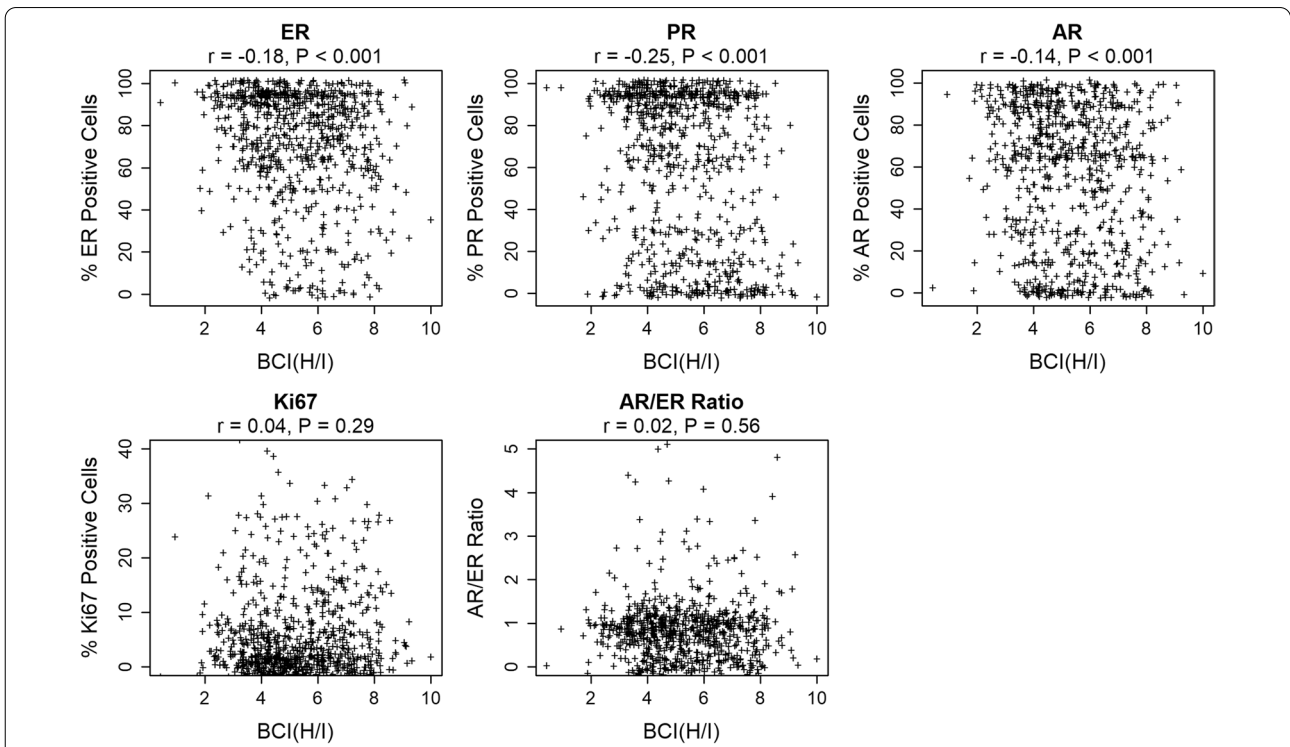 ER
r = -0.18, P < 0.001
% ER Positive Cells
0 20 40 60 80 100
2 4 6 8 10
BCI(H/I)
PR
r = -0.25, P < 0.001
% PR Positive Cells
0 20 40 60 80 100
2 4 6 8 10
BCI(H/I)
AR
r = -0.14, P < 0.001
% AR Positive Cells
0 20 40 60 80 100
2 4 6 8 10
BCI(H/I)
Ki67
r = 0.04, P = 0.29
% Ki67 Positive Cells
0 10 20 30 40
2 4 6 8 10
BCI(H/I)
AR/ER Ratio
r = 0.02, P = 0.56
AR/ER Ratio
0 1 2 3 4 5
2 4 6 8 10
BCI(H/I)